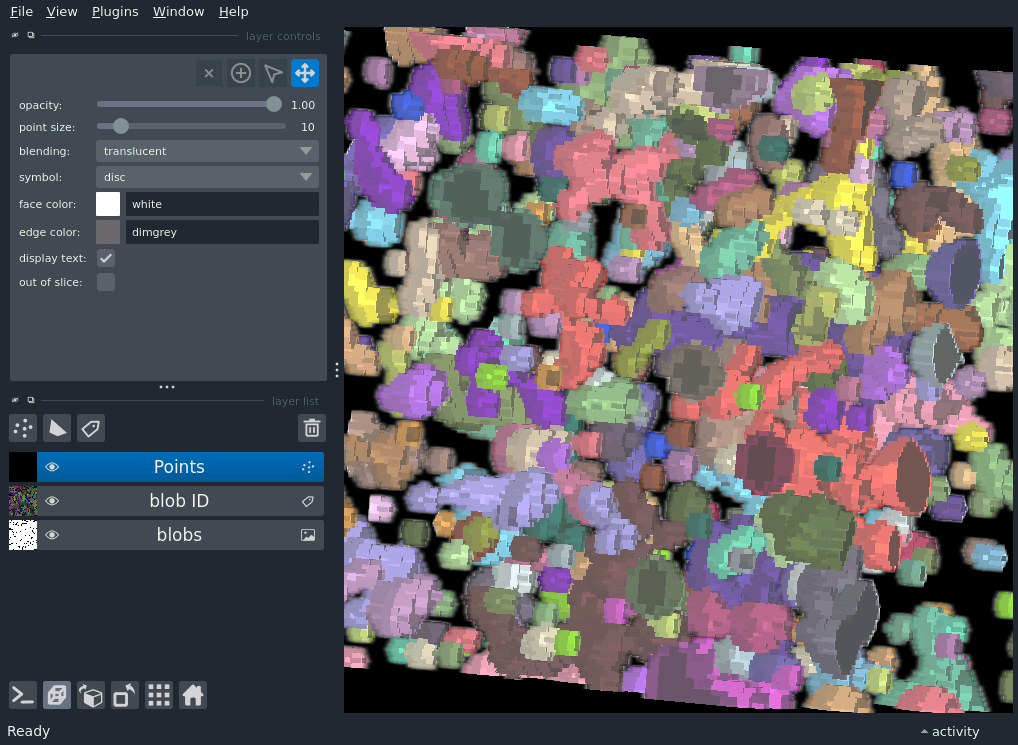 File View Plugins Window Help
layer controls
opacity: 1.00
point size: 10
blending: translucent
symbol: disc
face color: white
edge color: dimgrey
display text:
out of slice:
layer list
Points
blob ID
blobs
Ready
activity